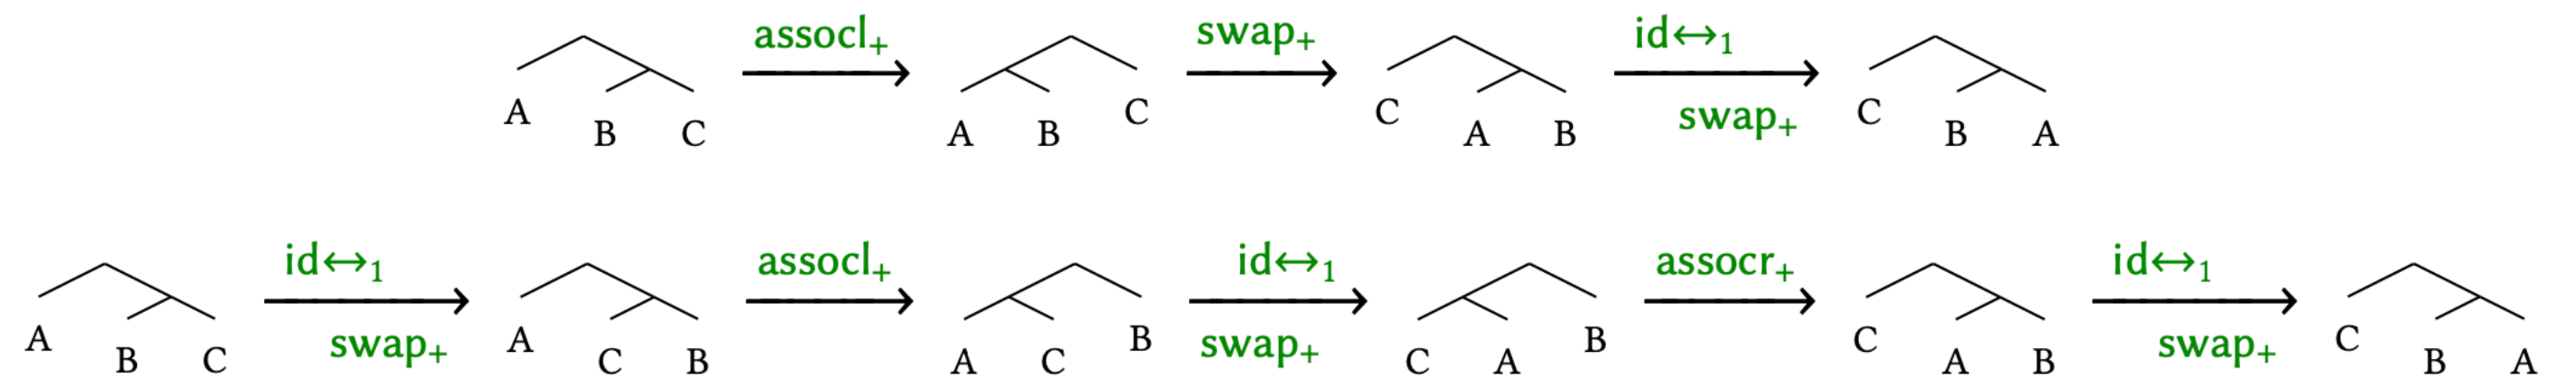 assocl₊ swap₊ id↔₁
swap₊
A B C A B C C A B C B A
id↔₁ assocl₊ id↔₁ assocr₊ id↔₁
swap₊ swap₊ swap₊
A B C A C B A C B C A B C A B C B A